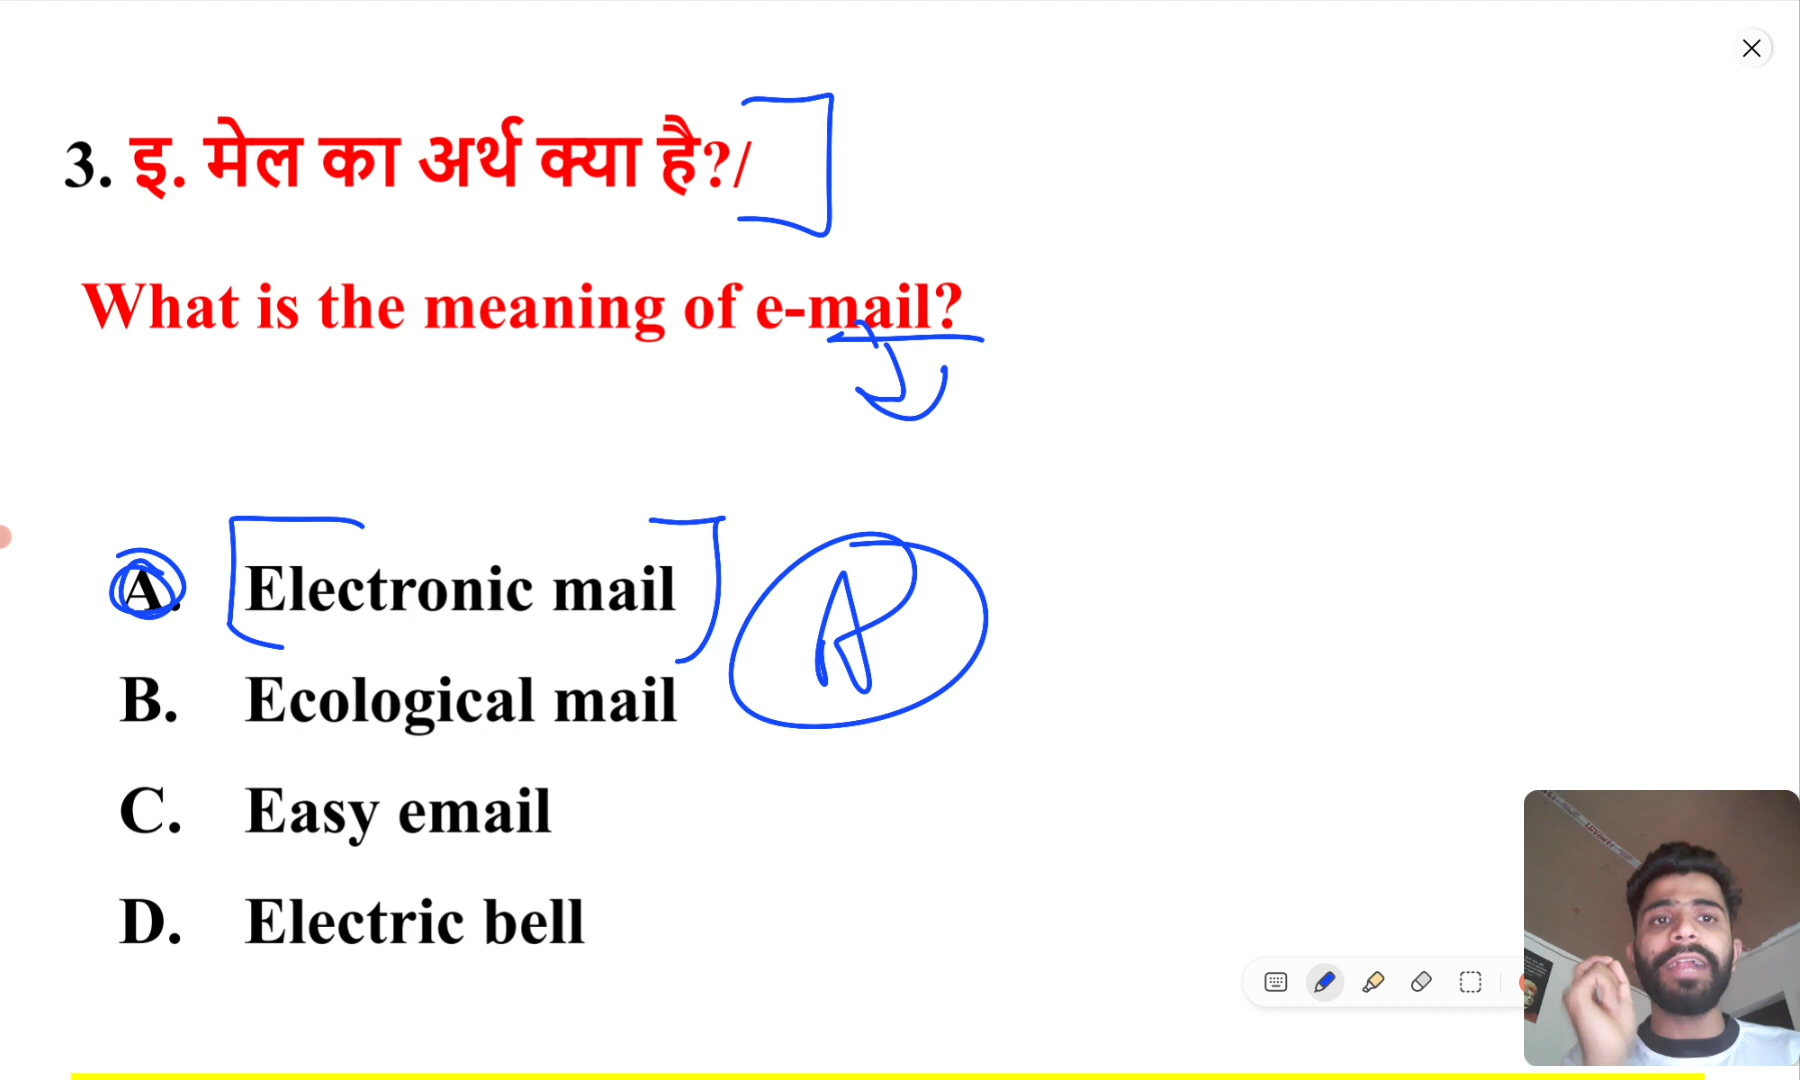 3. इ. मेल का अर्थ क्या है?/
What is the meaning of e-mail?
A. Electronic mail
A
B. Ecological mail
C. Easy email
D. Electric bell